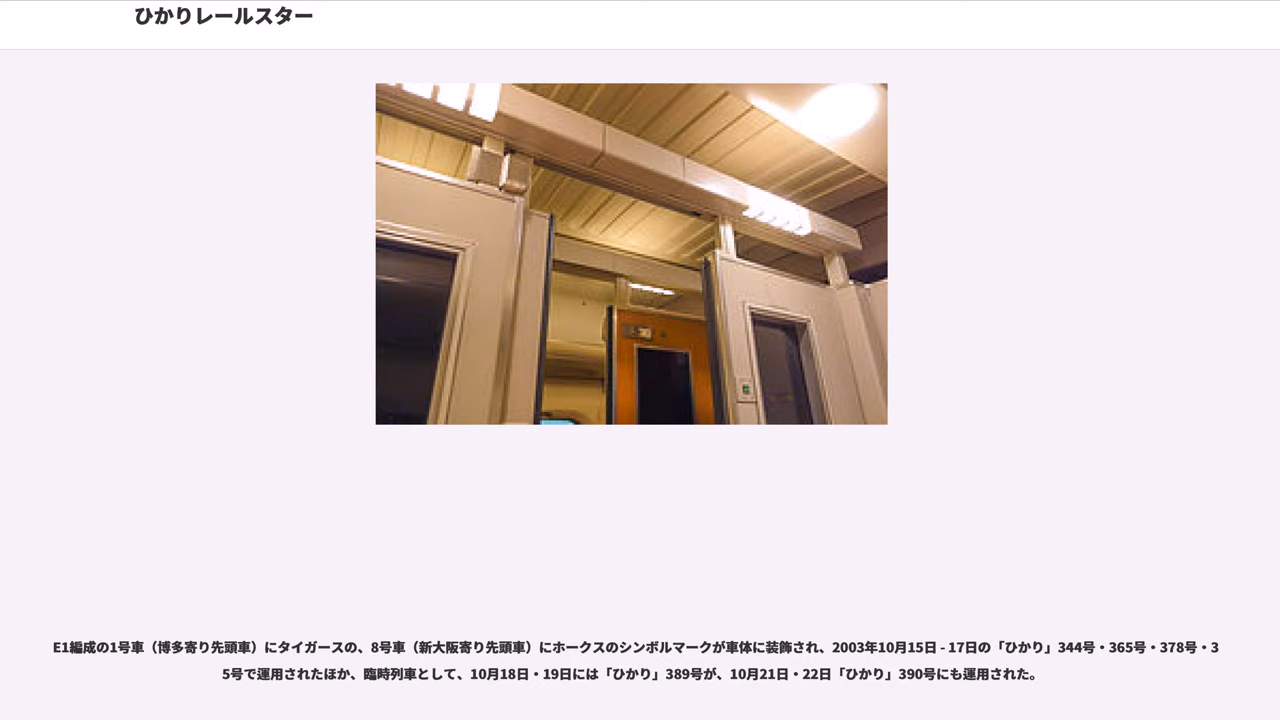 ひかりレールスター
E1編成の1号車（博多寄り先頭車）にタイガースの、8号車（新大阪寄り先頭車）にホークスのシンボルマークが車体に装飾され、2003年10月15日 - 17日の「ひかり」344号・365号・378号・3
5号で運用されたほか、臨時列車として、10月18日・19日には「ひかり」389号が、10月21日・22日「ひかり」390号にも運用された。